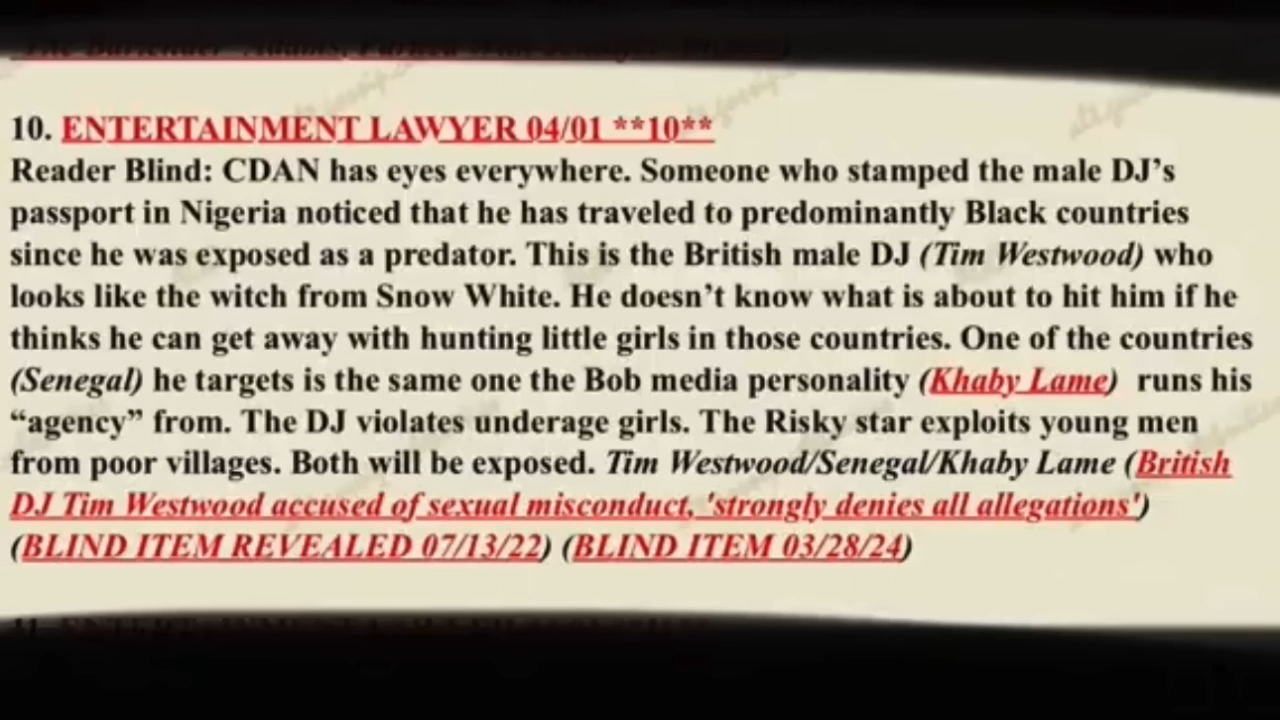 10. ENTERTAINMENT LAWYER 04/01 **10**
Reader Blind: CDAN has eyes everywhere. Someone who stamped the male DJ’s
passport in Nigeria noticed that he has traveled to predominantly Black countries
since he was exposed as a predator. This is the British male DJ (Tim Westwood) who
looks like the witch from Snow White. He doesn’t know what is about to hit him if he
thinks he can get away with hunting little girls in those countries. One of the countries
(Senegal) he targets is the same one the Bob media personality (Khaby Lame) runs his
“agency” from. The DJ violates underage girls. The Risky star exploits young men
from poor villages. Both will be exposed. Tim Westwood/Senegal/Khaby Lame (British
DJ Tim Westwood accused of sexual misconduct, 'strongly denies all allegations')
(BLIND ITEM REVEALED 07/13/22) (BLIND ITEM 03/28/24)